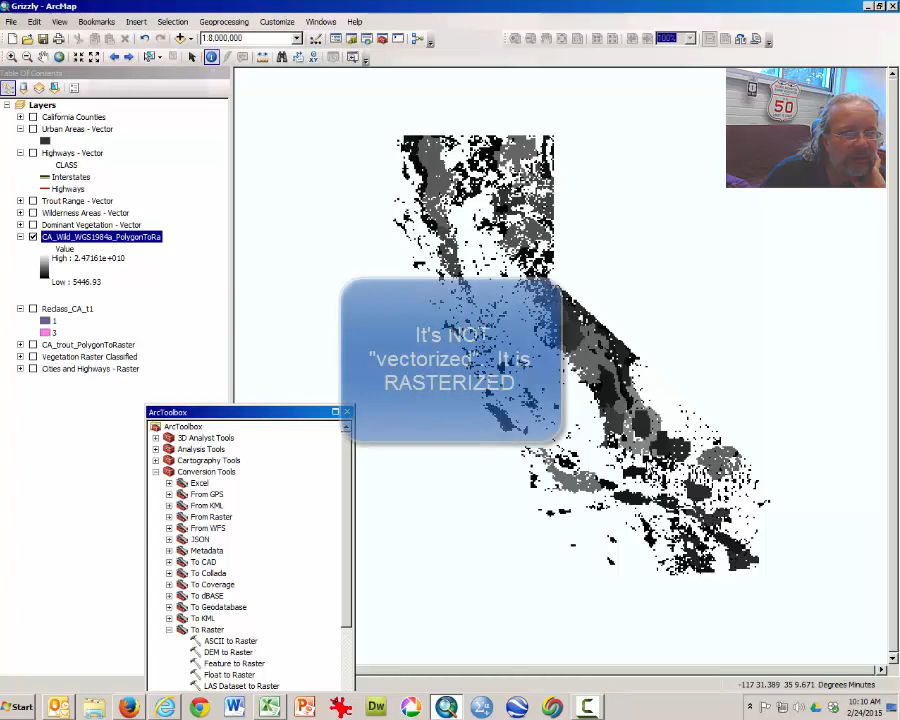 Grizzly - ArcMap
File Edit View Bookmarks Insert Selection Geoprocessing Customize Windows Help
1:8,000,000
100%
Table Of Contents
Layers
California Counties
Urban Areas - Vector
Highways - Vector
CLASS
Interstates
Highways
Trout Range - Vector
Wilderness Areas - Vector
Dominant Vegetation - Vector
CA_Wild_WGS1984a_PolygonToRa
Value
High : 2.47161e+010
Low : 5446.93
Reclass_CA_t1
1
3
CA_trout_PolygonToRaster
Vegetation Raster Classified
Cities and Highways - Raster
50
It's NOT
"vectorized". It is
RASTERIZED
ArcToolbox
ArcToolbox
3D Analyst Tools
Analysis Tools
Cartography Tools
Conversion Tools
Excel
From GPS
From KML
From Raster
From WFS
JSON
Metadata
To CAD
To Collada
To Coverage
To dBASE
To Geodatabase
To KML
To Raster
ASCII to Raster
DEM to Raster
Feature to Raster
Float to Raster
LAS Dataset to Raster
-117 31.389 35 9.671 Degrees Minutes
Start
10:10 AM
2/24/2015